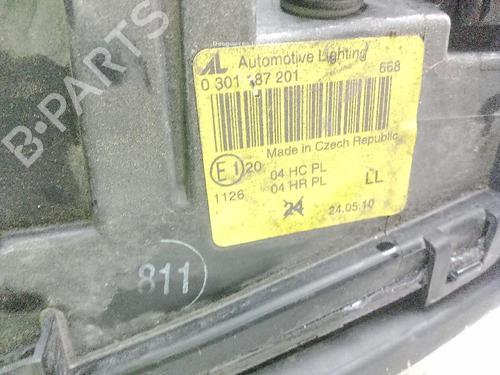 AL Automotive Lighting
0 301 187 201 668
Made in Czech Republic
E1 20 04 HC PL
1126 04 HR PL LL
24 24.05.10
811
B-PARTS